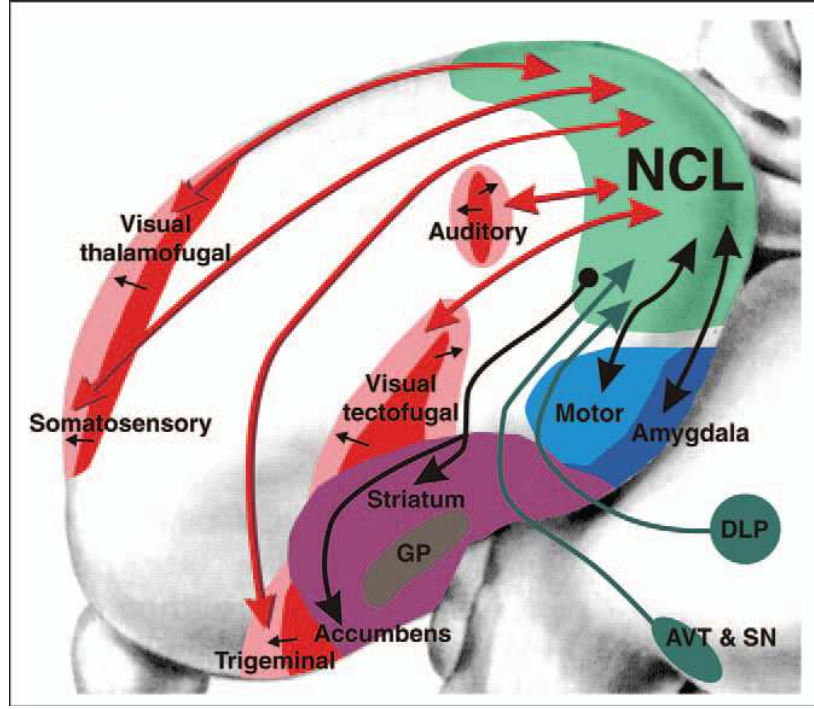 NCL
Visual
thalamofugal
Auditory
Visual
tectofugal
Somatosensory
Motor
Amygdala
Striatum
GP
DLP
Accumbens
Trigeminal
AVT & SN